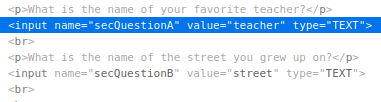 <p>What is the name of your favorite teacher?</p>
<input name="secQuestionA" value="teacher" type="TEXT">
<br>
<p>What is the name of the street you grew up on?</p>
<input name="secQuestionB" value="street" type="TEXT">
<br>